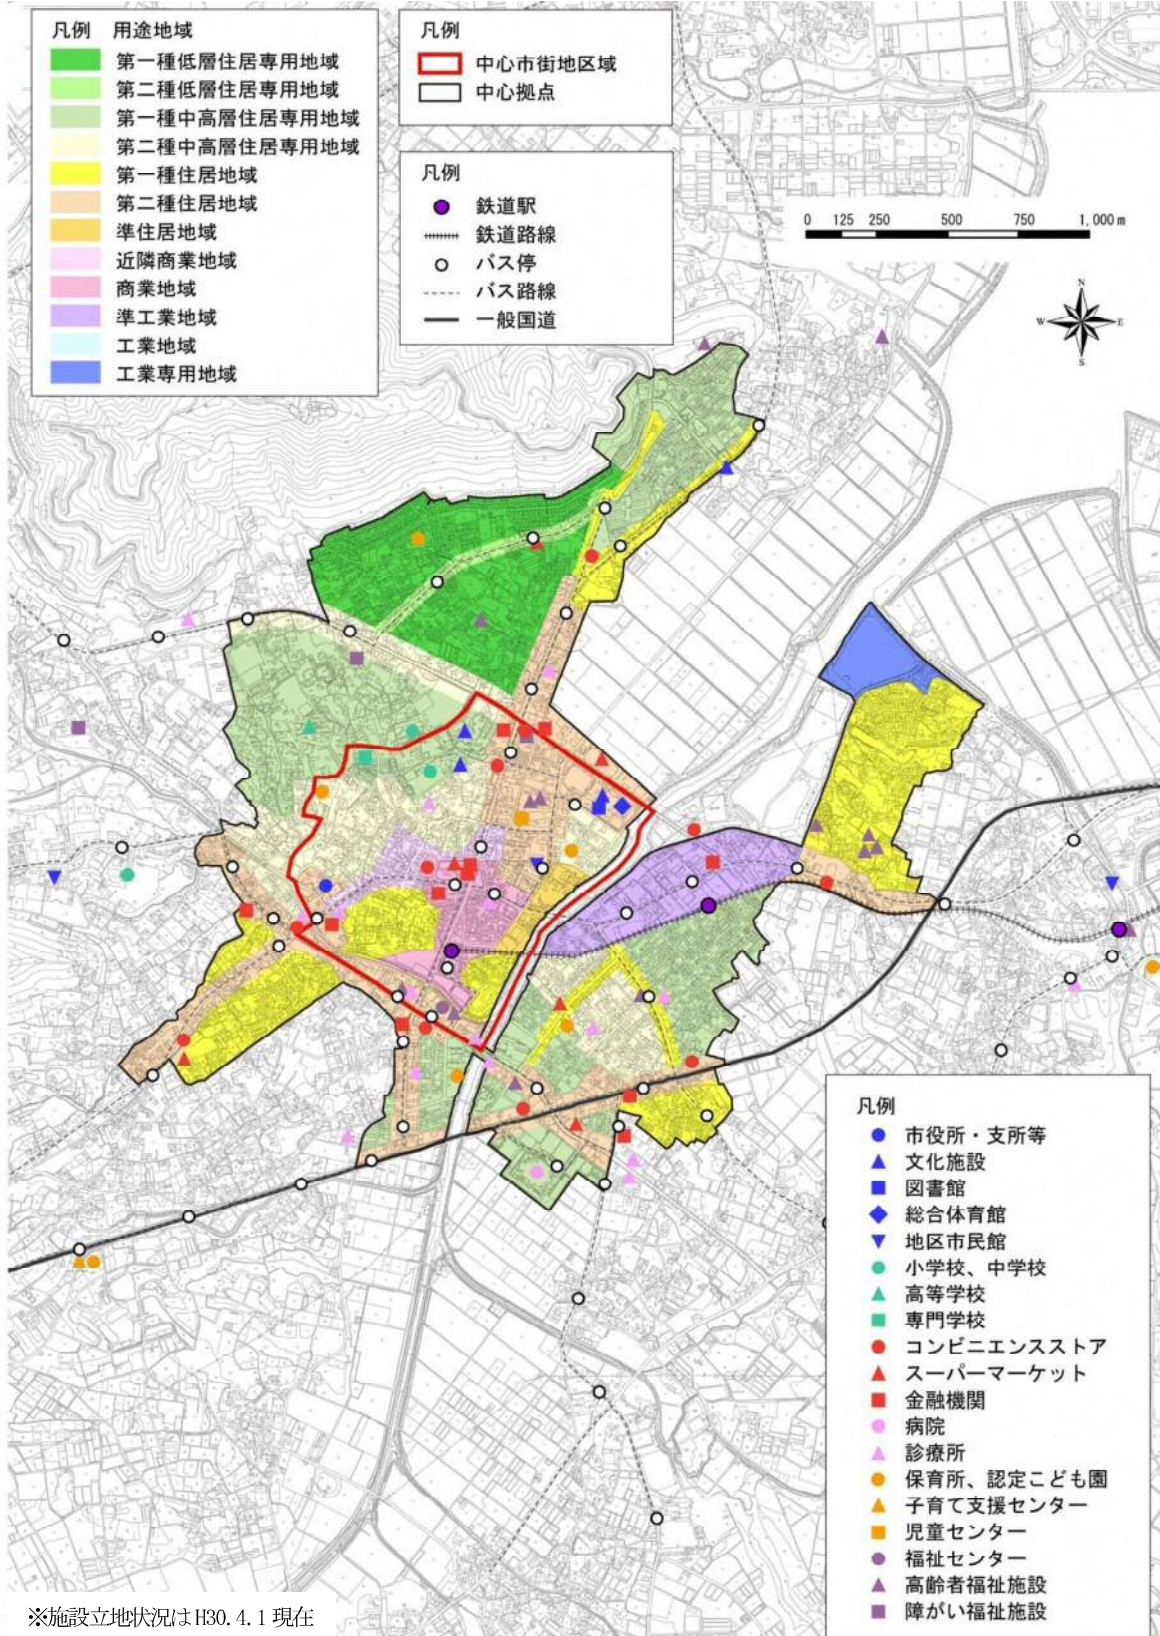 凡例 用途地域
第一種低層住居専用地域
第二種低層住居専用地域
第一種中高層住居専用地域
第二種中高層住居専用地域
第一種住居地域
第二種住居地域
準住居地域
近隣商業地域
商業地域
準工業地域
工業地域
工業専用地域
凡例
中心市街地区域
中心拠点
凡例
鉄道駅
鉄道路線
バス停
バス路線
一般国道
0 125 250 500 750 1,000 m
N
W E
S
凡例
市役所・支所等
文化施設
図書館
総合体育館
地区市民館
小学校、中学校
高等学校
専門学校
コンビニエンスストア
スーパーマーケット
金融機関
病院
診療所
保育所、認定こども園
子育て支援センター
児童センター
福祉センター
高齢者福祉施設
障がい福祉施設
※施設立地状況はH30.4.1 現在